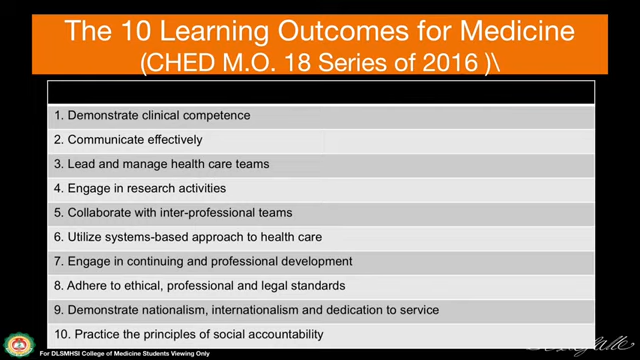 The 10 Learning Outcomes for Medicine
(CHED M.O. 18 Series of 2016 )\
1. Demonstrate clinical competence
2. Communicate effectively
3. Lead and manage health care teams
4. Engage in research activities
5. Collaborate with inter-professional teams
6. Utilize systems-based approach to health care
7. Engage in continuing and professional development
8. Adhere to ethical, professional and legal standards
9. Demonstrate nationalism, internationalism and dedication to service
10. Practice the principles of social accountability
For DLSMHSI College of Medicine Students Viewing Only